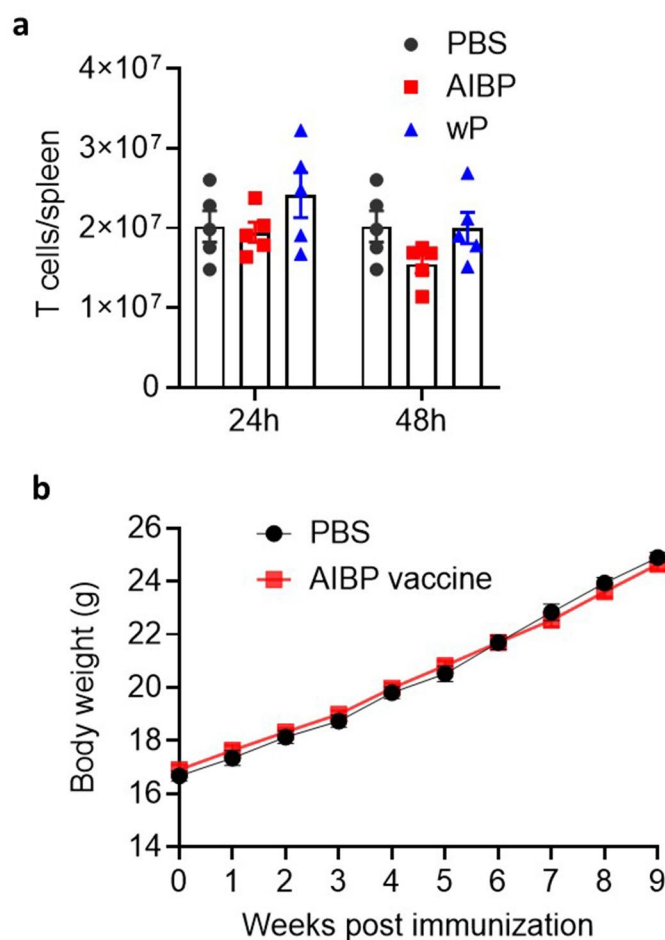 a
PBS
AIBP
wP
T cells/spleen
4×10⁷
3×10⁷
2×10⁷
1×10⁷
0
24h 48h
b
PBS
AIBP vaccine
Body weight (g)
26
24
22
20
18
16
14
0 1 2 3 4 5 6 7 8 9
Weeks post immunization